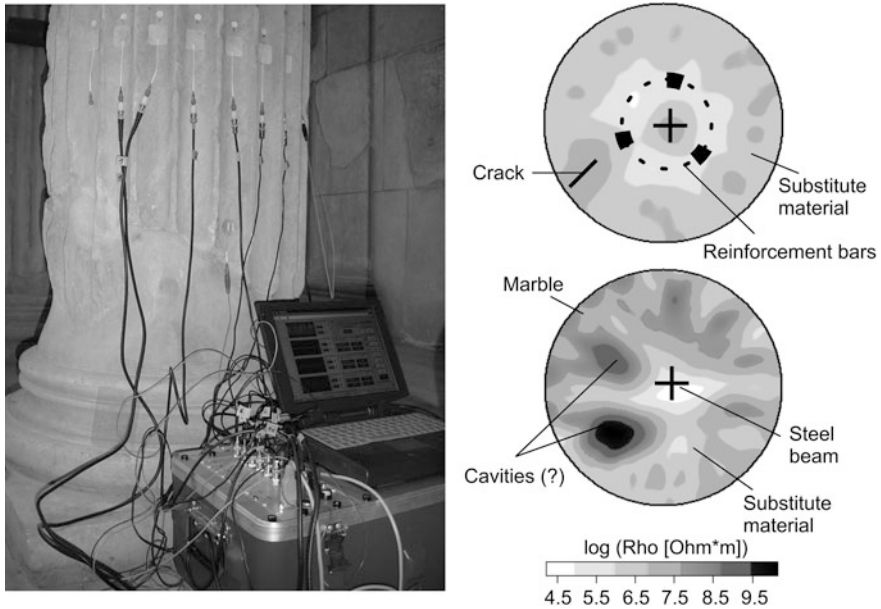 Crack
Substitute
material
Reinforcement bars
Marble
Steel
beam
Cavities (?)
Substitute
material
log (Rho [Ohm*m])
4.5 5.5 6.5 7.5 8.5 9.5